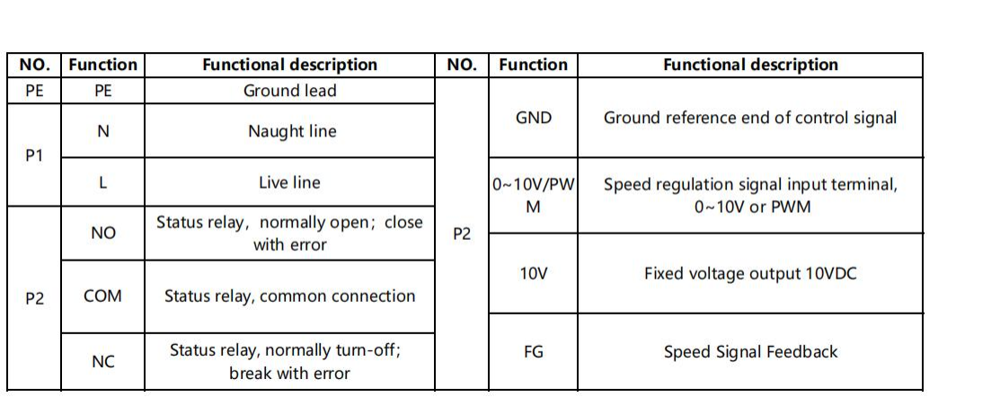 NO. Function Functional description NO. Function Functional description
PE PE Ground lead
P1
N Naught line
L Live line
P2
NO Status relay，normally open；close
with error
COM Status relay, common connection
NC Status relay, normally turn-off；
break with error
P2
GND Ground reference end of control signal
0~10V/PW
M
Speed regulation signal input terminal,
0~10V or PWM
10V Fixed voltage output 10VDC
FG Speed Signal Feedback